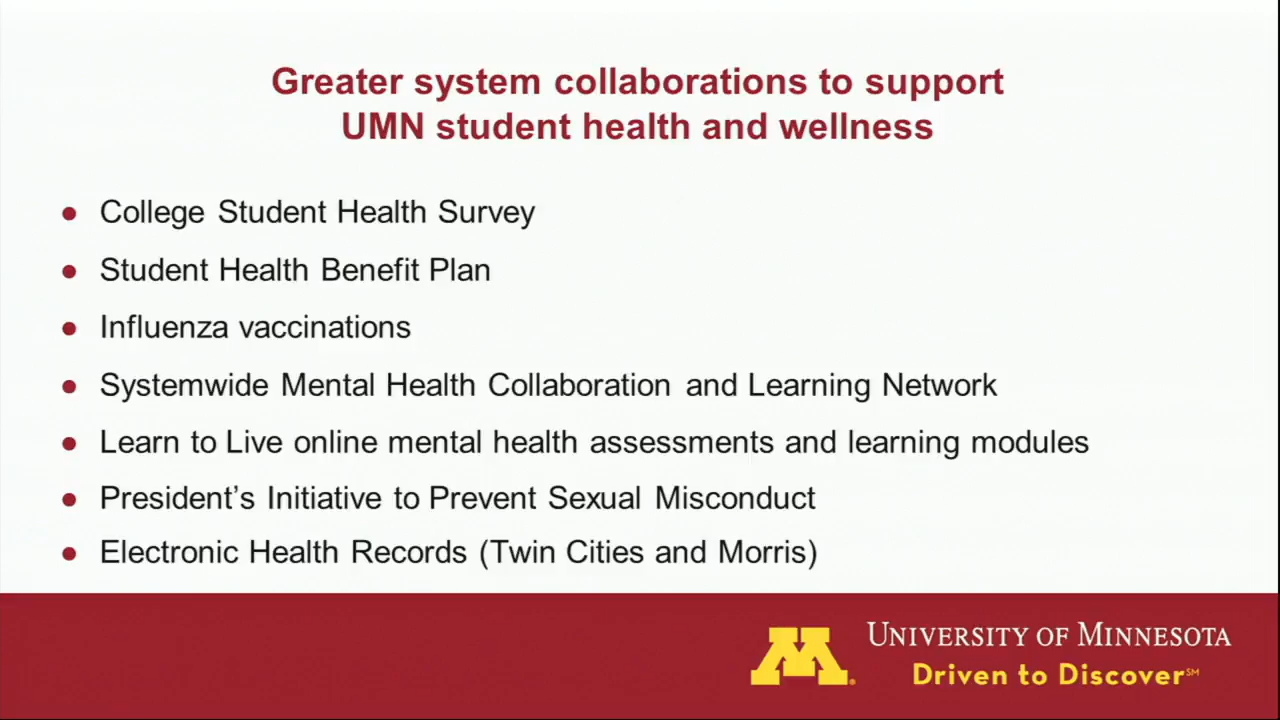 Greater system collaborations to support
UMN student health and wellness
● College Student Health Survey
● Student Health Benefit Plan
● Influenza vaccinations
● Systemwide Mental Health Collaboration and Learning Network
● Learn to Live online mental health assessments and learning modules
● President's Initiative to Prevent Sexual Misconduct
● Electronic Health Records (Twin Cities and Morris)
M®
UNIVERSITY OF MINNESOTA
Driven to Discover℠